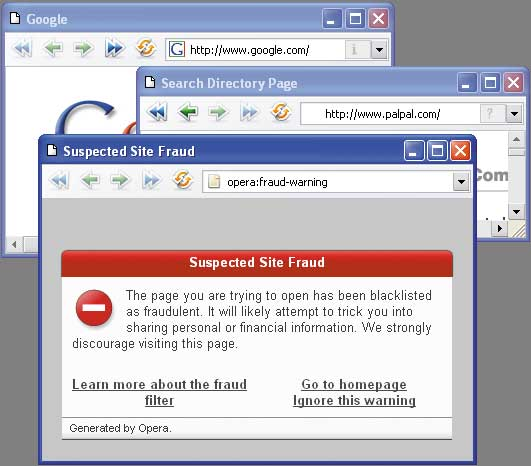 Google
http://www.google.com/
i
Search Directory Page
http://www.palpal.com/
?
Com
Suspected Site Fraud
opera:fraud-warning
Suspected Site Fraud
The page you are trying to open has been blacklisted
as fraudulent. It will likely attempt to trick you into
sharing personal or financial information. We strongly
discourage visiting this page.
Learn more about the fraud
filter
Go to homepage
Ignore this warning
Generated by Opera.